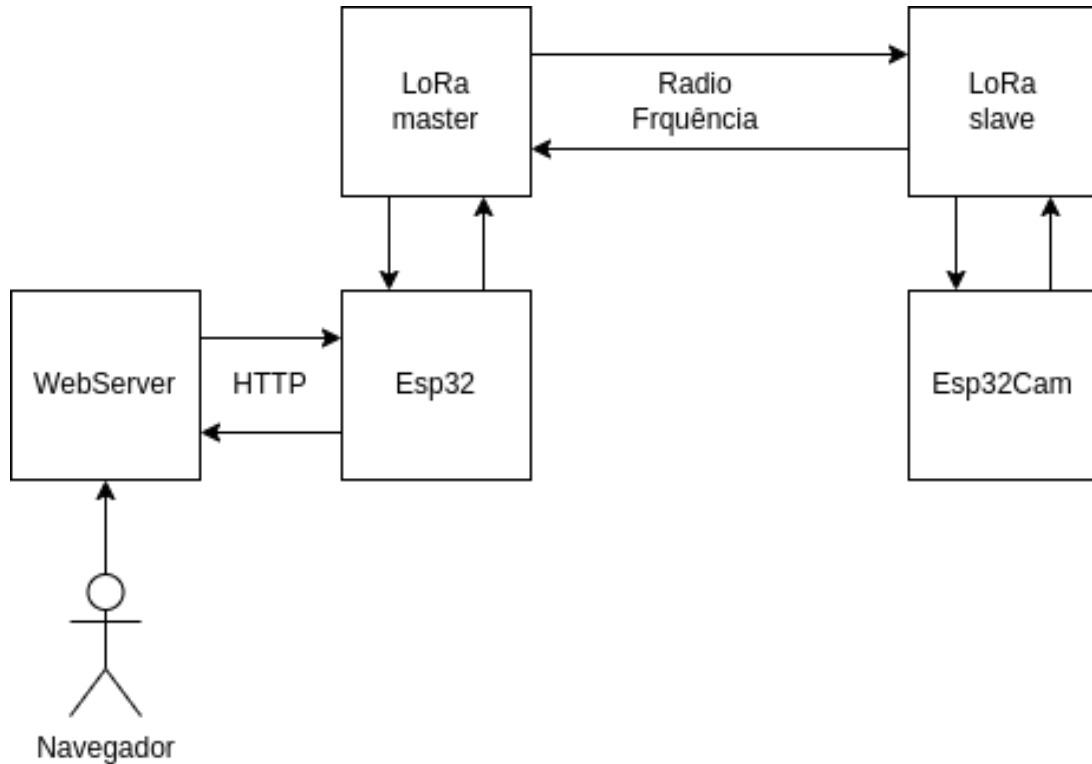 LoRa
master
Radio
Frquência
LoRa
slave
WebServer
HTTP
Esp32
Esp32Cam
Navegador